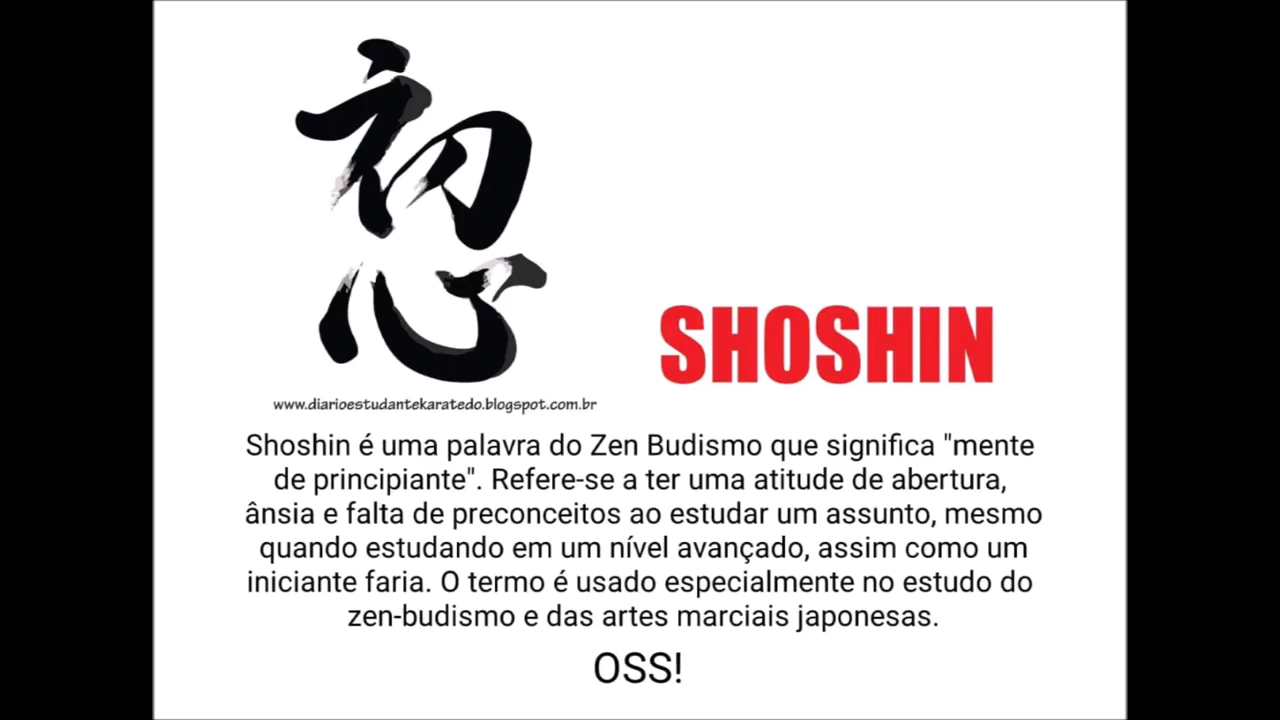 初
心
SHOSHIN
www.diarioestudantekaratedo.blogspot.com.br
Shoshin é uma palavra do Zen Budismo que significa "mente
de principiante". Refere-se a ter uma atitude de abertura,
ânsia e falta de preconceitos ao estudar um assunto, mesmo
quando estudando em um nível avançado, assim como um
iniciante faria. O termo é usado especialmente no estudo do
zen-budismo e das artes marciais japonesas.
OSS!